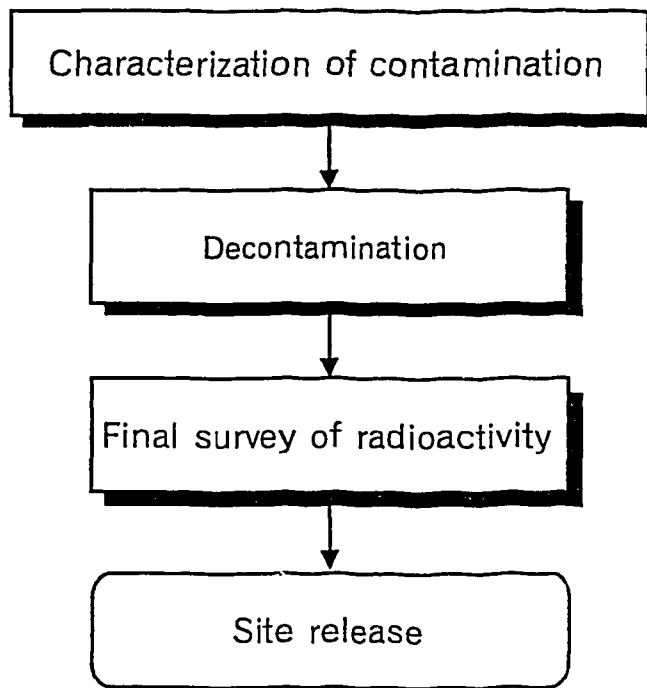 Characterization of contamination
Decontamination
Final survey of radioactivity
Site release